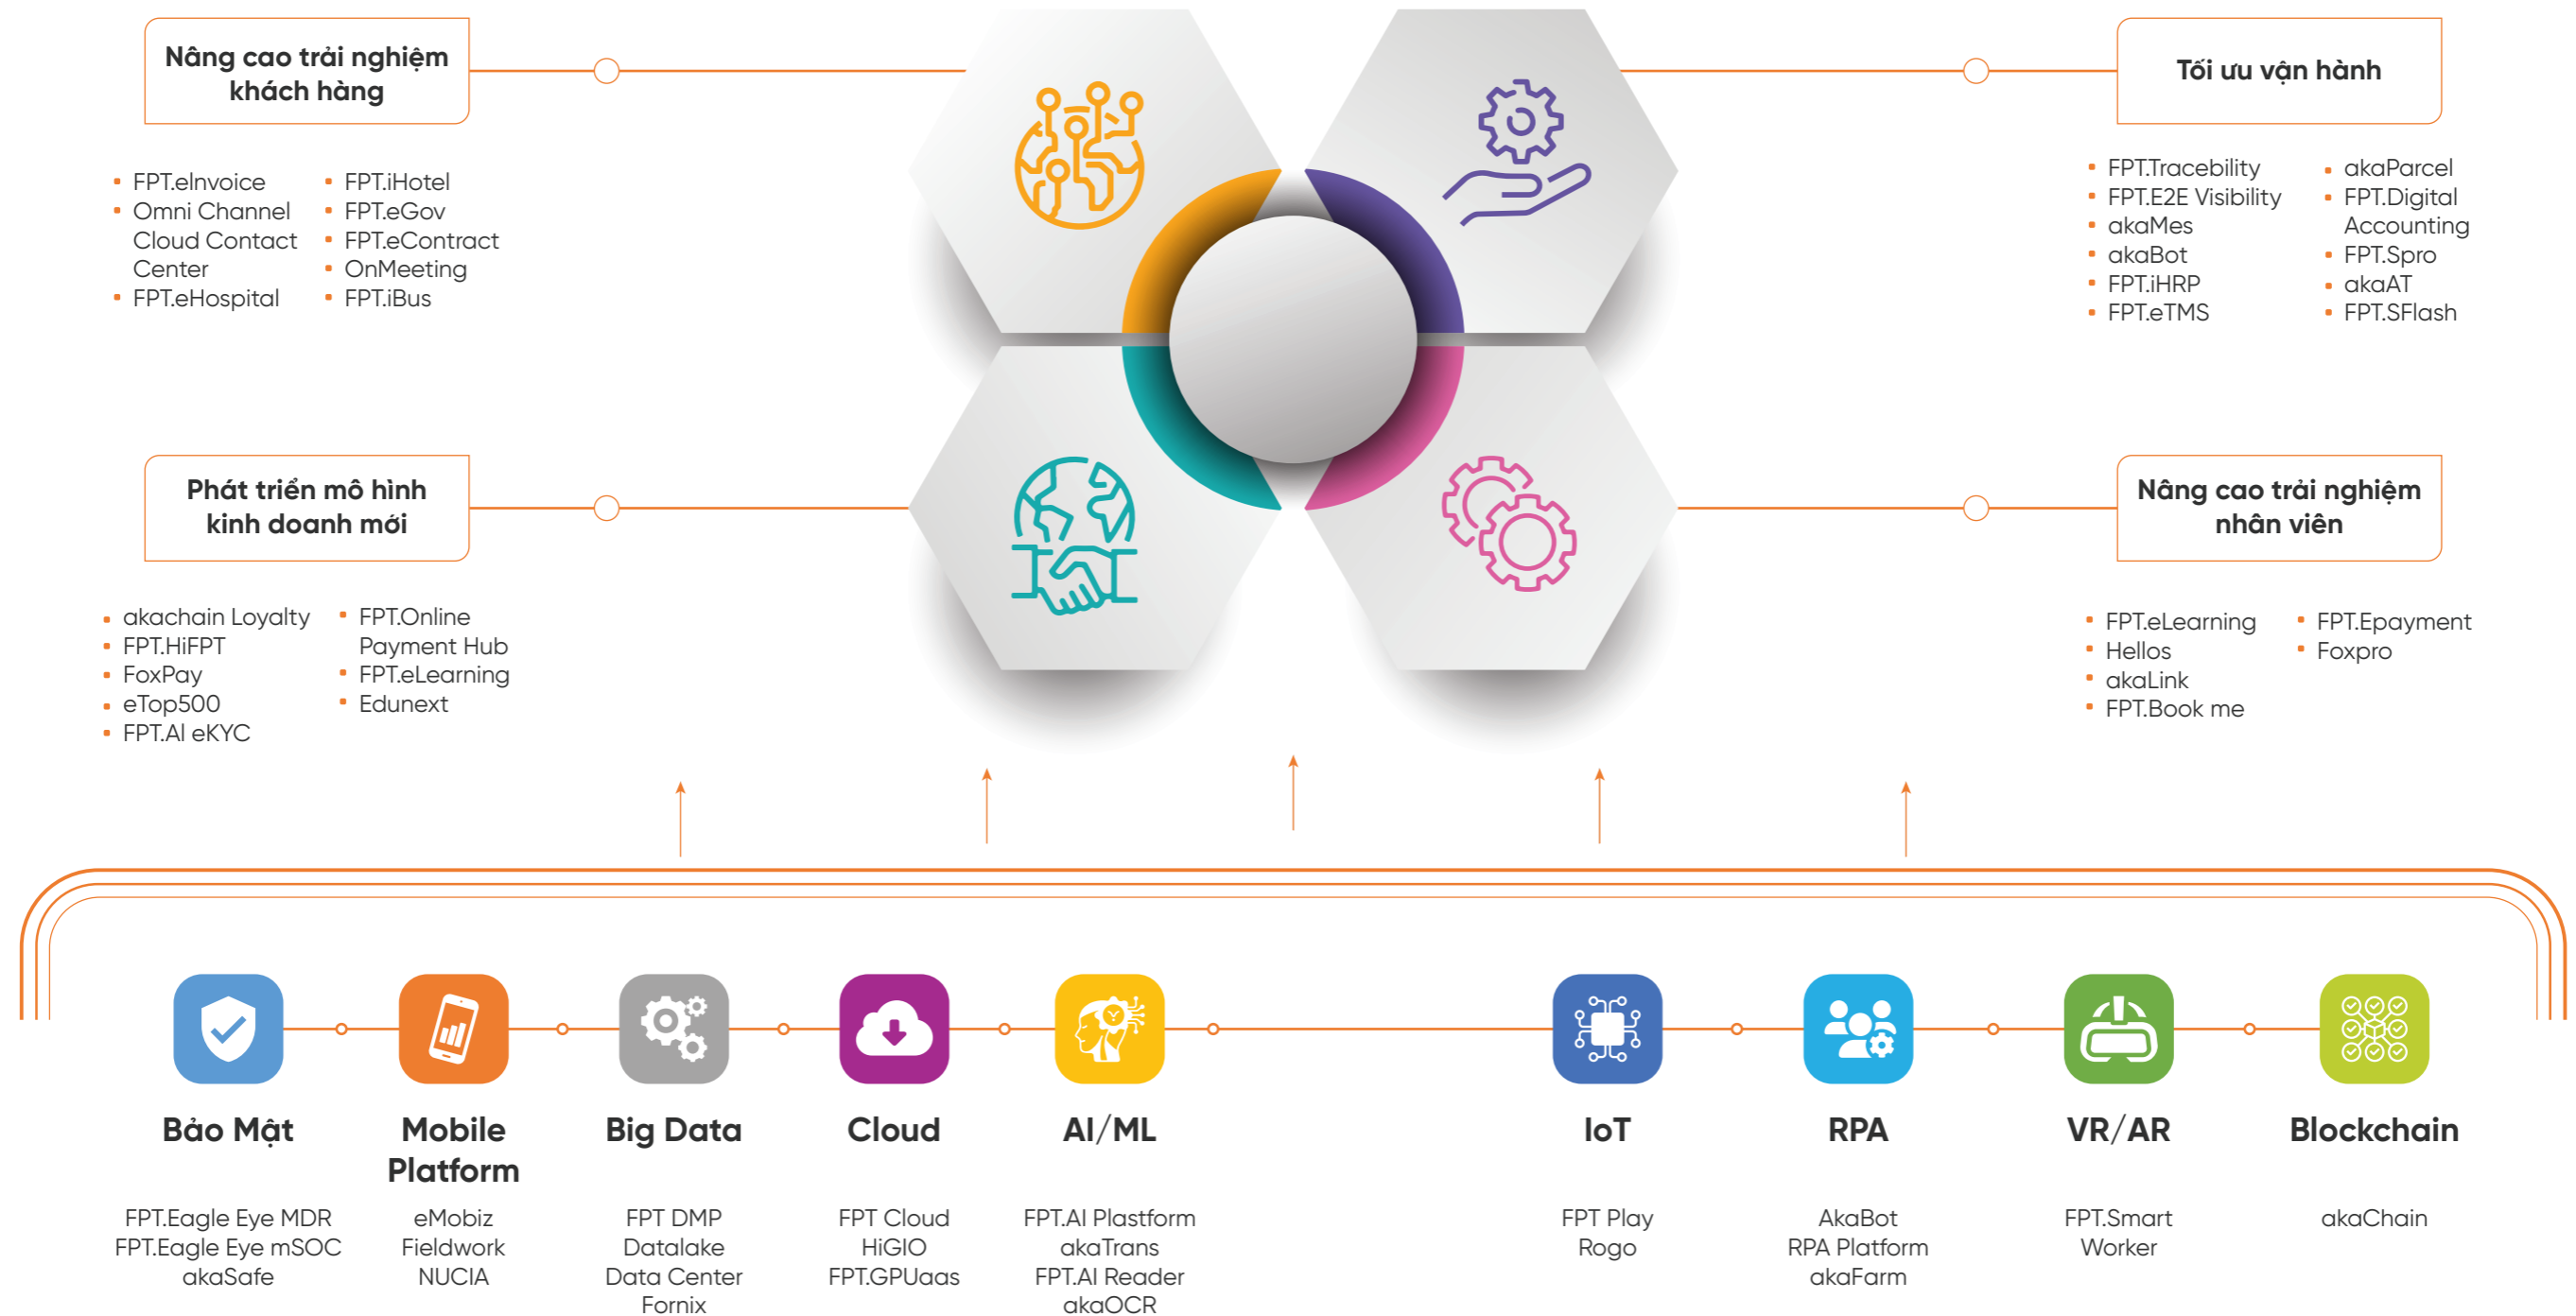 Nâng cao trải nghiệm
khách hàng
FPT.eInvoice
Omni Channel
Cloud Contact
Center
FPT.eHospital
FPT.iHotel
FPT.eGov
FPT.eContract
OnMeeting
FPT.iBus
Tối ưu vận hành
FPT.Tracebility
FPT.E2E Visibility
akaMes
akaBot
FPT.iHRP
FPT.eTMS
akaParcel
FPT.Digital
Accounting
FPT.Spro
akaAT
FPT.SFlash
Phát triển mô hình
kinh doanh mới
akachain Loyalty
FPT.HiFPT
FoxPay
eTop500
FPT.AI eKYC
FPT.Online
Payment Hub
FPT.eLearning
Edunext
Nâng cao trải nghiệm
nhân viên
FPT.eLearning
Hellos
akaLink
FPT.Book me
FPT.Epayment
Foxpro
Bảo Mật
FPT.Eagle Eye MDR
FPT.Eagle Eye mSOC
akaSafe
Mobile
Platform
eMobiz
Fieldwork
NUCIA
Big Data
FPT DMP
Datalake
Data Center
Fornix
Cloud
FPT Cloud
HiGIO
FPT.GPUaas
AI/ML
FPT.AI Plastform
akaTrans
FPT.AI Reader
akaOCR
IoT
FPT Play
Rogo
RPA
AkaBot
RPA Platform
akaFarm
VR/AR
FPT.Smart
Worker
Blockchain
akaChain